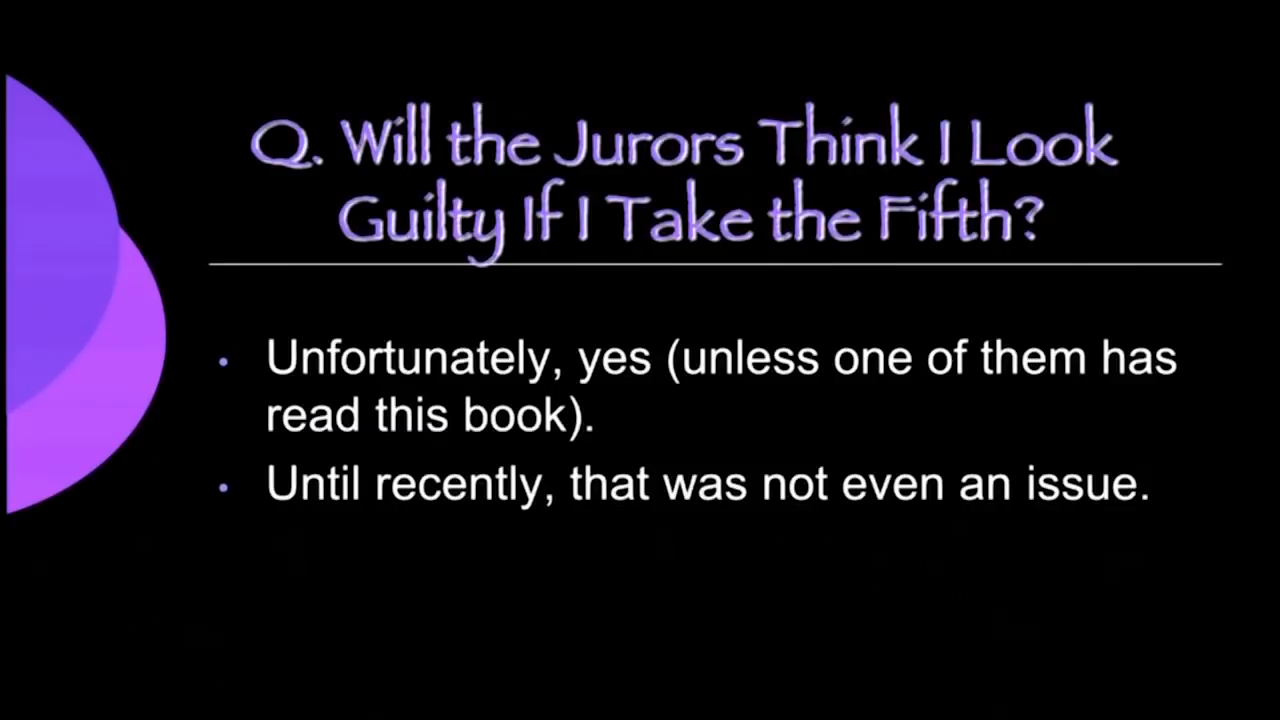 Q. Will the Jurors Think I Look
Guilty If I Take the Fifth?
• Unfortunately, yes (unless one of them has
read this book).
• Until recently, that was not even an issue.